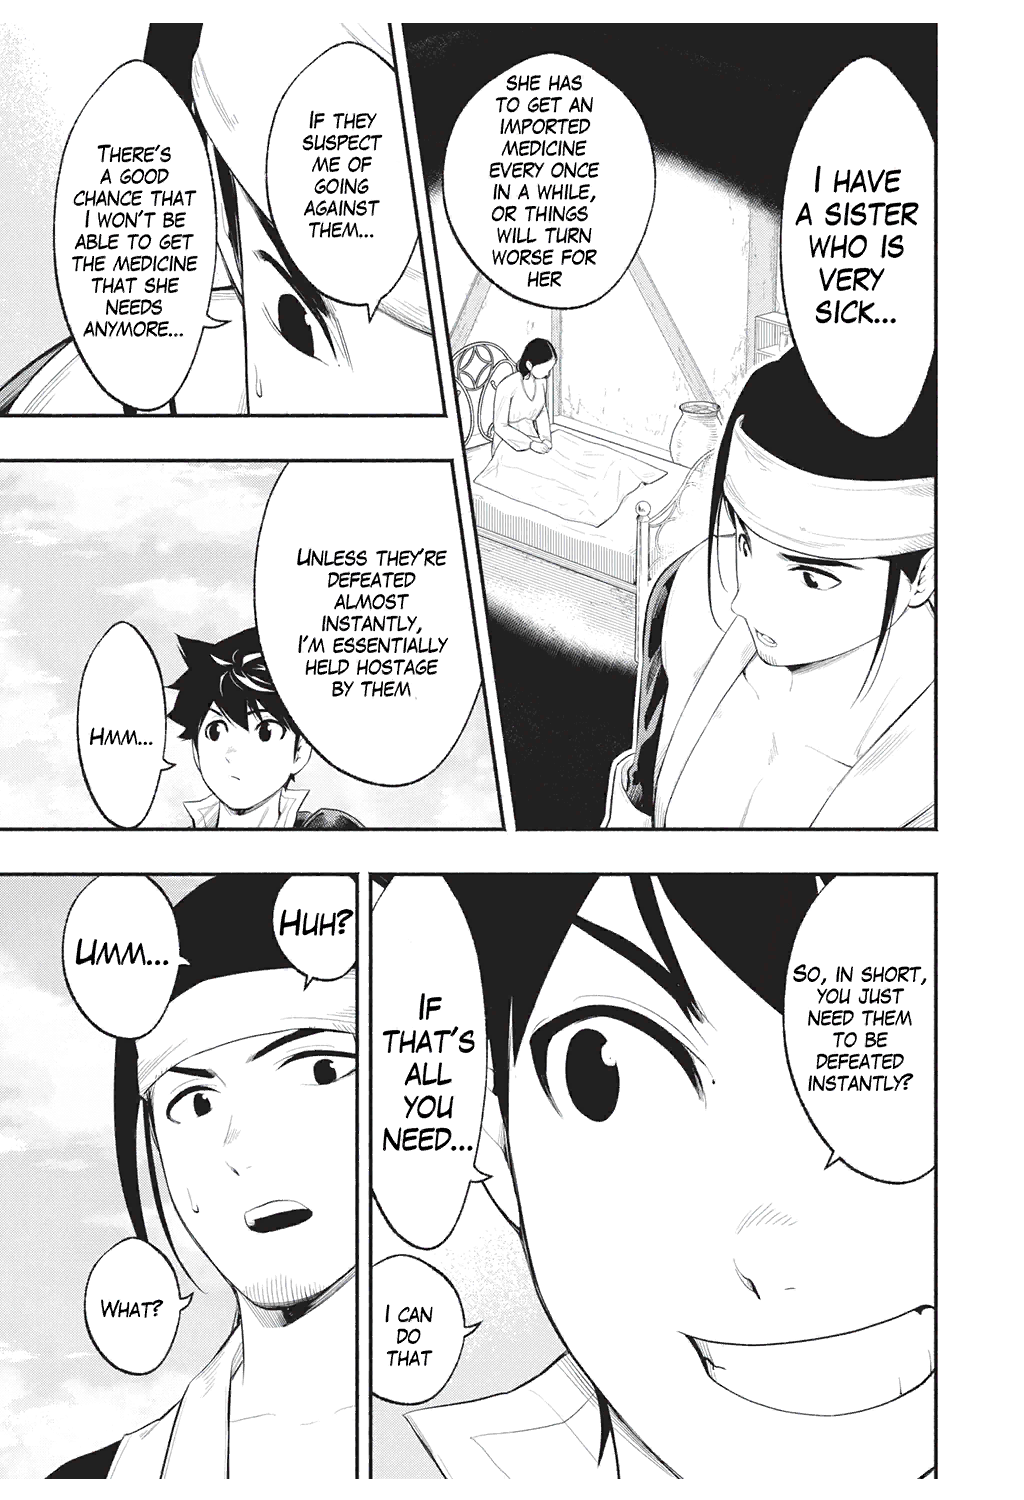 I HAVE
A SISTER
WHO IS
VERY
SICK...
SHE HAS
TO GET AN
IMPORTED
MEDICINE
EVERY ONCE
IN A WHILE,
OR THINGS
WILL TURN
WORSE FOR
HER
IF THEY
SUSPECT
ME OF
GOING
AGAINST
THEM...
THERE'S
A GOOD
CHANCE THAT
I WON'T BE
ABLE TO GET
THE MEDICINE
THAT SHE
NEEDS
ANYMORE...
UNLESS THEY'RE
DEFEATED
ALMOST
INSTANTLY,
I'M ESSENTIALLY
HELD HOSTAGE
BY THEM
HMM...
SO, IN SHORT,
YOU JUST
NEED THEM
TO BE
DEFEATED
INSTANTLY?
IF
THAT'S
ALL
YOU
NEED...
I CAN
DO
THAT
HUH?
UMM...
WHAT?